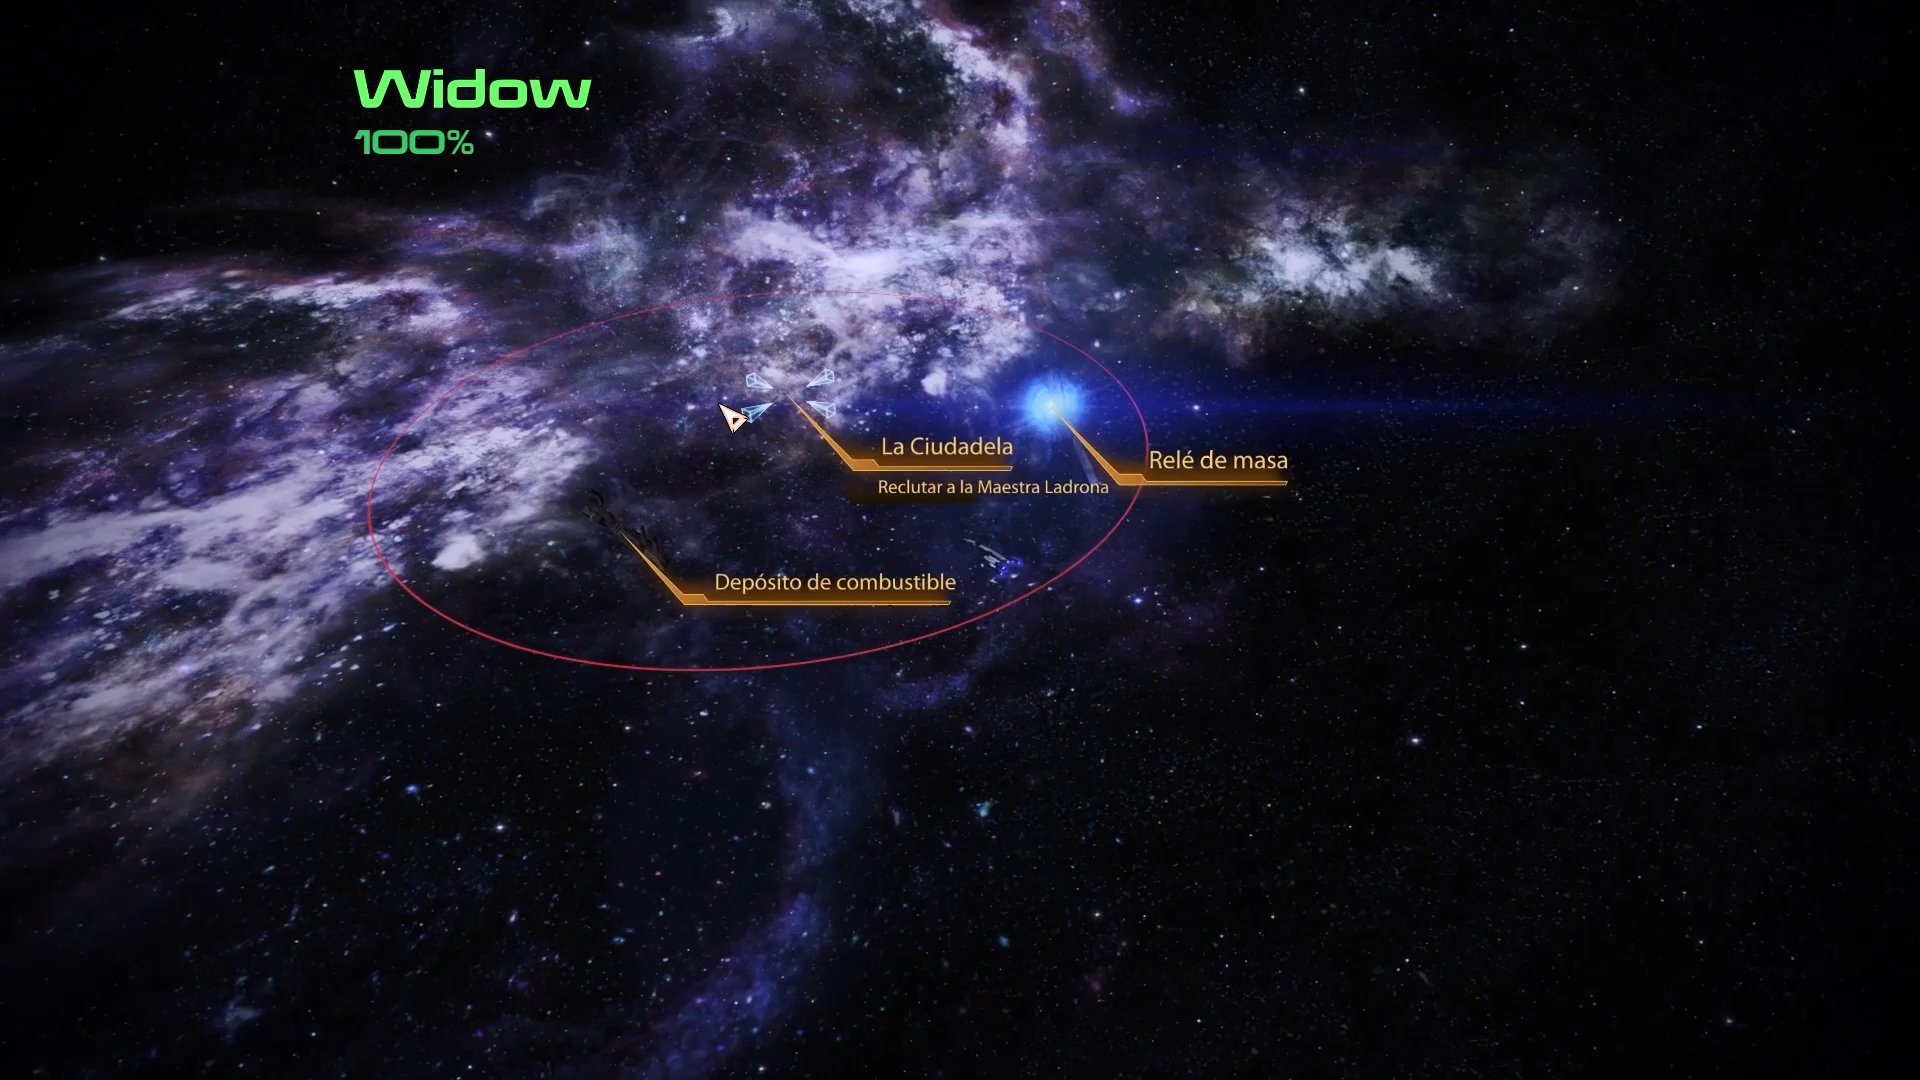 Widow
100%
La Ciudadela
Reclutar a la Maestra Ladrona
Relé de masa
Depósito de combustible